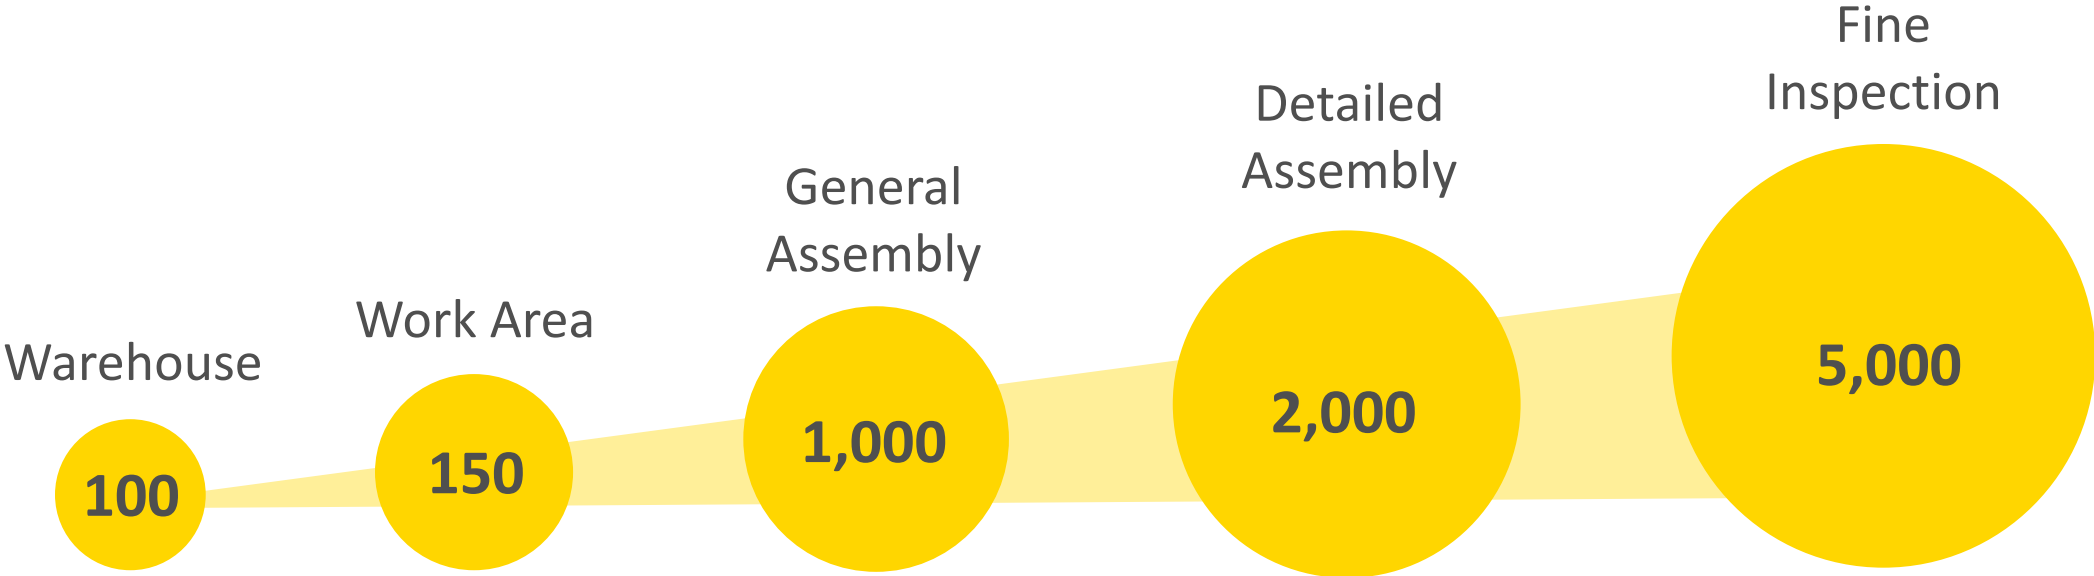 Warehouse
100
Work Area
150
General
Assembly
1,000
Detailed
Assembly
2,000
Fine
Inspection
5,000